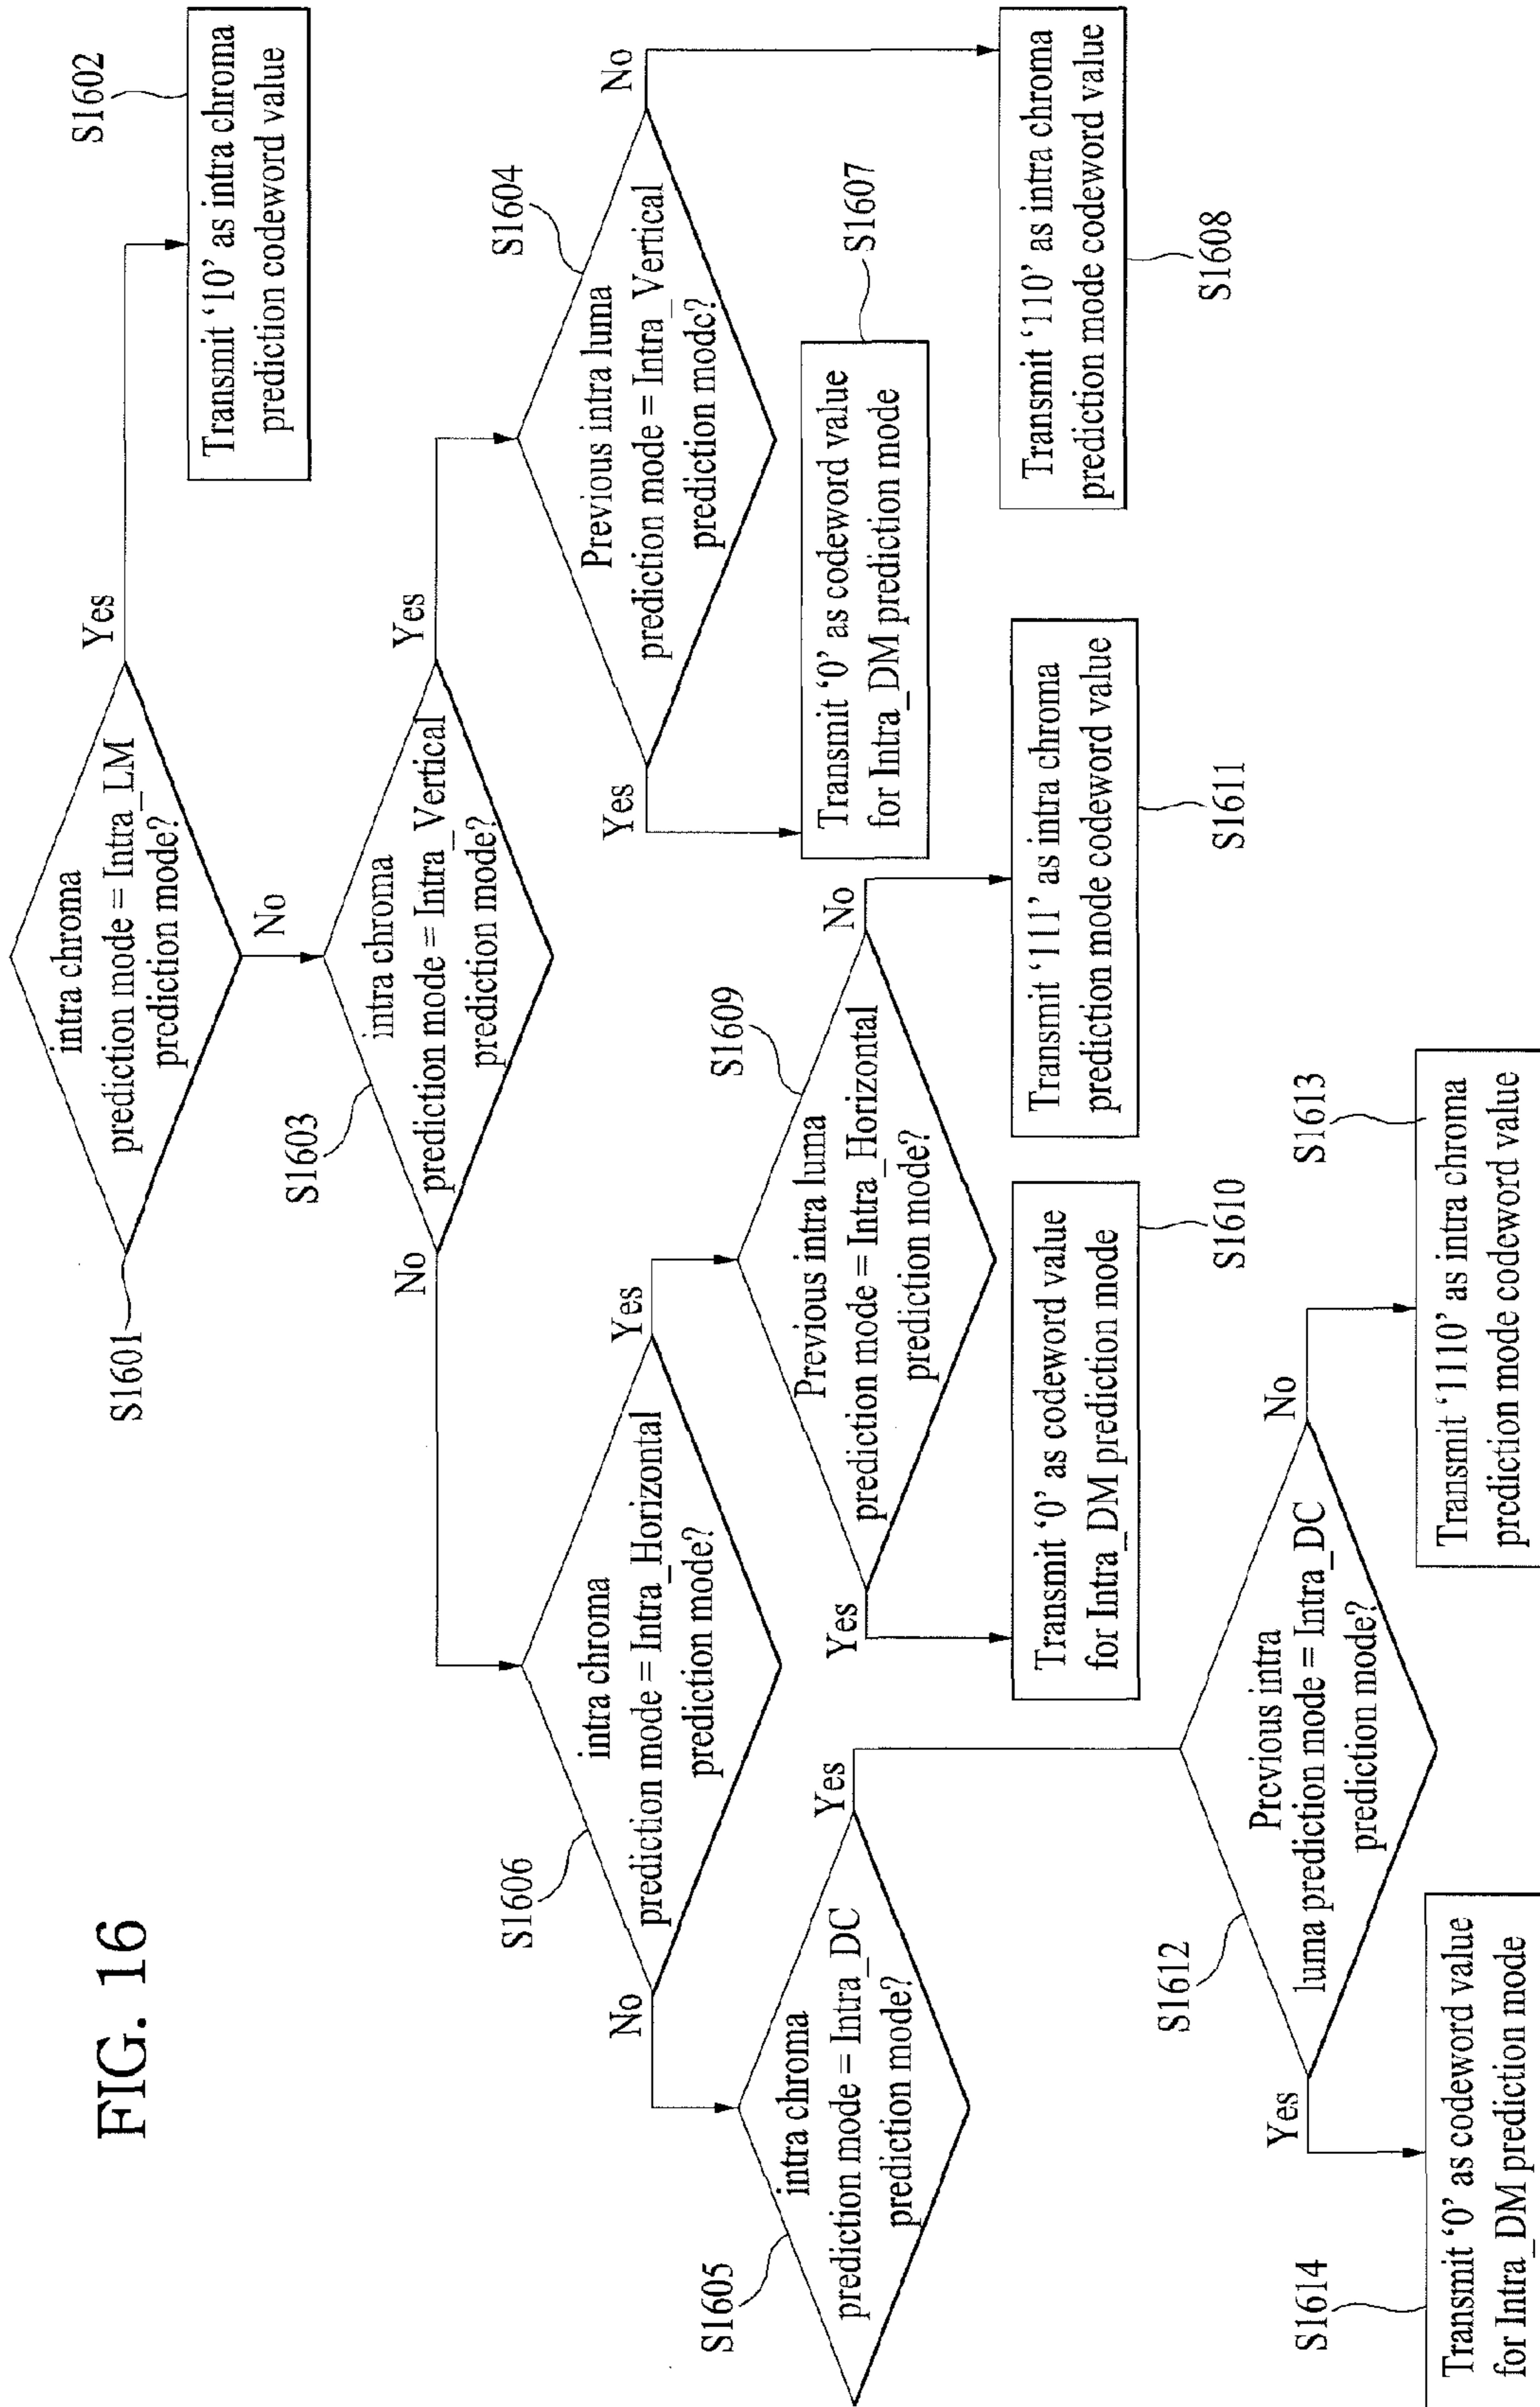 FIG. 16
intra chroma
prediction mode = Intra_LM
prediction mode?
S1601
Yes
No
S1602
Transmit ‘10’ as intra chroma
prediction codeword value
intra chroma
prediction mode = Intra_Vertical
prediction mode?
S1603
No
Yes
S1604
Previous intra luma
prediction mode = Intra_Vertical
prediction mode?
Yes
No
S1606
intra chroma
prediction mode = Intra_Horizontal
prediction mode?
No
Yes
Transmit ‘0’ as codeword value
for Intra_DM prediction mode
S1607
Transmit ‘110’ as intra chroma
prediction mode codeword value
S1608
S1605
intra chroma
prediction mode = Intra_DC
prediction mode?
Yes
S1609
Previous intra luma
prediction mode = Intra_Horizontal
prediction mode?
Yes
No
Transmit ‘0’ as codeword value
for Intra_DM prediction mode
S1610
Transmit ‘111’ as intra chroma
prediction mode codeword value
S1611
S1612
Previous intra
luma prediction mode = Intra_DC
prediction mode?
Yes
No
S1614
Transmit ‘0’ as codeword value
for Intra_DM prediction mode
S1613
Transmit ‘1110’ as intra chroma
prediction mode codeword value